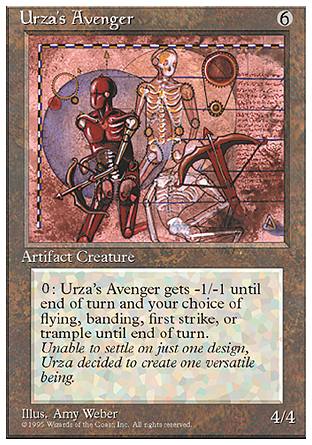 Urza's Avenger 6
Artifact Creature
0: Urza's Avenger gets -1/-1 until
end of turn and your choice of
flying, banding, first strike, or
trample until end of turn.
Unable to settle on just one design,
Urza decided to create one versatile
being.
Illus. Amy Weber
©1995 Wizards of the Coast, Inc. All rights reserved.
4/4